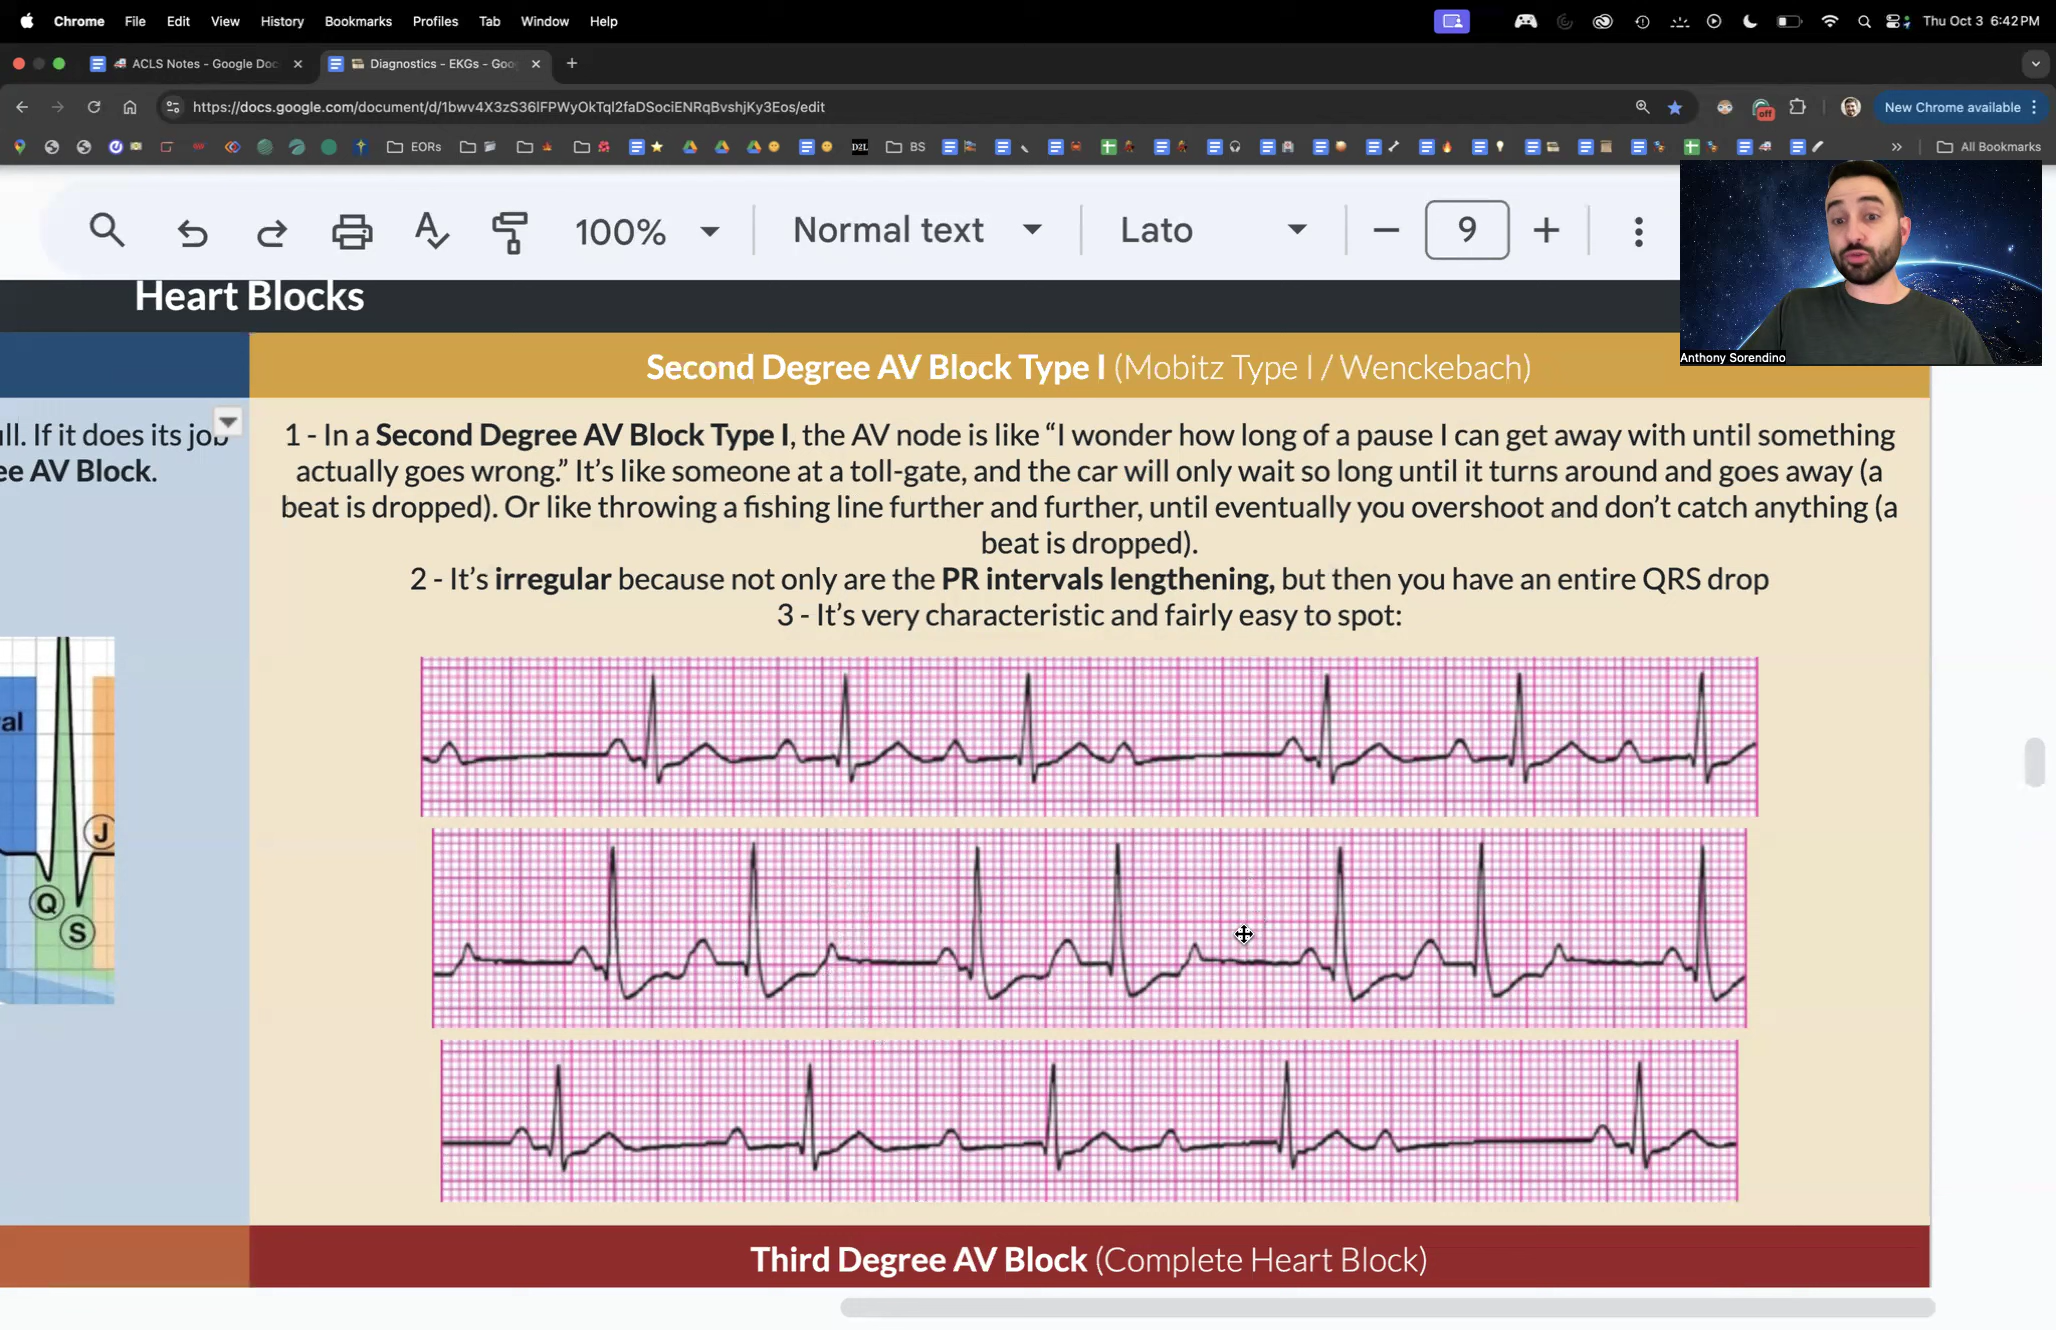 Chrome File Edit View History Bookmarks Profiles Tab Window Help Thu Oct 3 6:42 PM
ACLS Notes - Google Doc Diagnostics - EKGs - Goo
https://docs.google.com/document/d/1bwv4X3zS36lFPWyOkTql2faDSociENRqBvshjKy3Eos/edit off New Chrome available
EORs D2L BS All Bookmarks
100% Normal text Lato 9
Anthony Sorendino
Heart Blocks
Second Degree AV Block Type I (Mobitz Type I / Wenckebach)
ll. If it does its job
ee AV Block.
1 - In a Second Degree AV Block Type I, the AV node is like “I wonder how long of a pause I can get away with until something
actually goes wrong.” It’s like someone at a toll-gate, and the car will only wait so long until it turns around and goes away (a
beat is dropped). Or like throwing a fishing line further and further, until eventually you overshoot and don’t catch anything (a
beat is dropped).
2 - It’s irregular because not only are the PR intervals lengthening, but then you have an entire QRS drop
3 - It’s very characteristic and fairly easy to spot:
al
J
Q
S
Third Degree AV Block (Complete Heart Block)